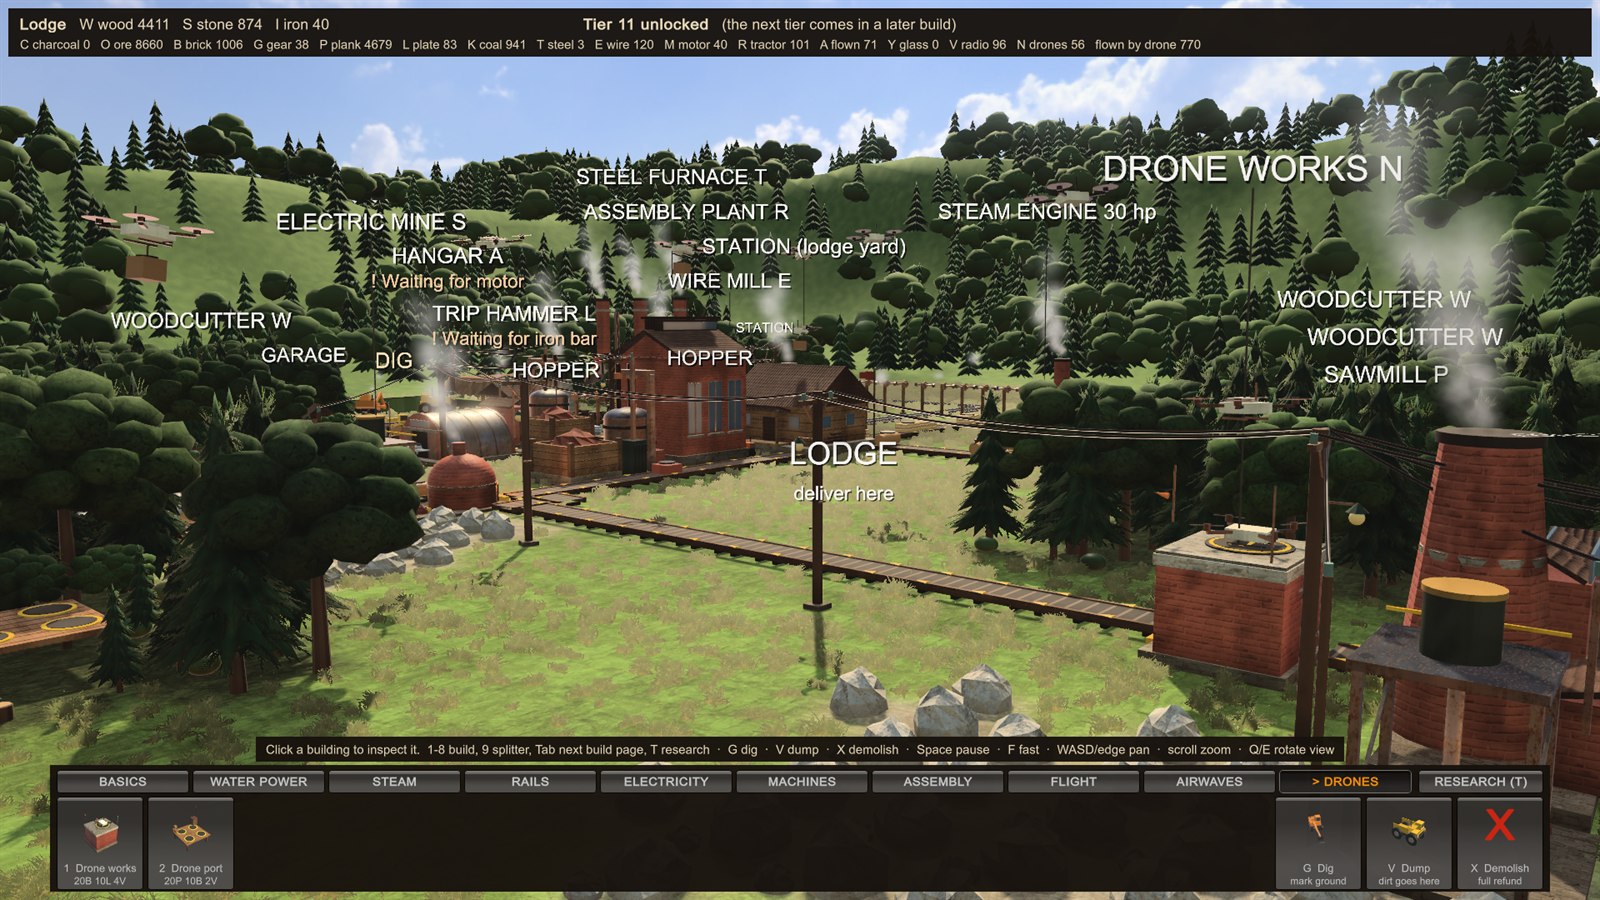 Lodge W wood 4411 S stone 874 I iron 40
Tier 11 unlocked (the next tier comes in a later build)
C charcoal 0 O ore 8660 B brick 1006 G gear 38 P plank 4679 L plate 83 K coal 941 T steel 3 E wire 120 M motor 40 R tractor 101 A flown 71 Y glass 0 V radio 96 N drones 56 flown by drone 770
DRONE WORKS N
STEEL FURNACE T
ASSEMBLY PLANT R
STEAM ENGINE 30 hp
ELECTRIC MINE S
STATION (lodge yard)
HANGAR A
! Waiting for motor
WIRE MILL E
WOODCUTTER W
TRIP HAMMER L
WOODCUTTER W
STATION
! Waiting for iron bar
WOODCUTTER W
GARAGE
DIG
HOPPER
HOPPER
SAWMILL P
LODGE
deliver here
Click a building to inspect it. 1-8 build, 9 splitter, Tab next build page, T research · G dig · V dump · X demolish · Space pause · F fast · WASD/edge pan · scroll zoom · Q/E rotate view
BASICS
WATER POWER
STEAM
RAILS
ELECTRICITY
MACHINES
ASSEMBLY
FLIGHT
AIRWAVES
> DRONES
RESEARCH (T)
1 Drone works
20B 10L 4V
2 Drone port
20P 10B 2V
G Dig
mark ground
V Dump
dirt goes here
X Demolish
full refund